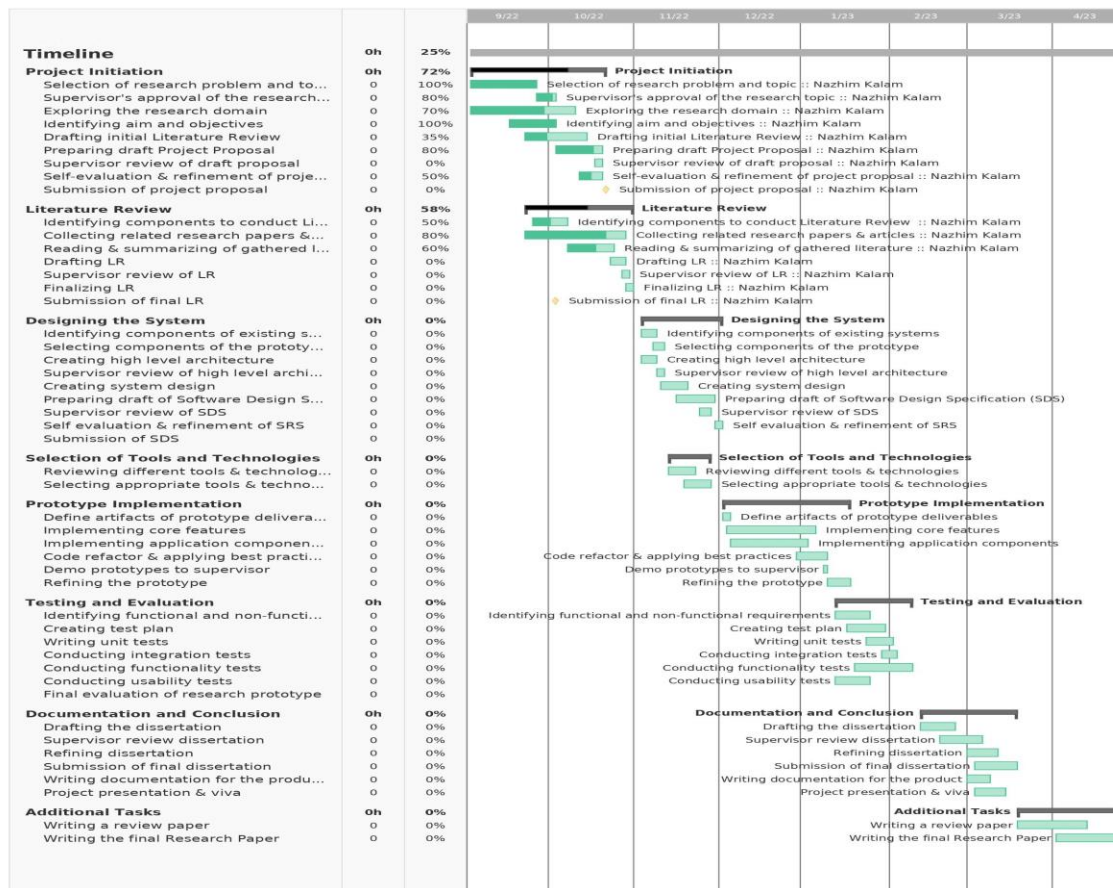 9/22 10/22 11/22 12/22 1/23 2/23 3/23 4/23
Timeline 0h 25%
Project Initiation 0h 72% Project Initiation
Selection of research problem and to... 0 100% Selection of research problem and topic :: Nazhim Kalam
Supervisor's approval of the research... 0 80% Supervisor's approval of the research topic :: Nazhim Kalam
Exploring the research domain 0 70% Exploring the research domain :: Nazhim Kalam
Identifying aim and objectives 0 100% Identifying aim and objectives :: Nazhim Kalam
Drafting initial Literature Review 0 35% Drafting initial Literature Review :: Nazhim Kalam
Preparing draft Project Proposal 0 80% Preparing draft Project Proposal :: Nazhim Kalam
Supervisor review of draft proposal 0 0% Supervisor review of draft proposal :: Nazhim Kalam
Self-evaluation & refinement of proje... 0 50% Self-evaluation & refinement of project proposal :: Nazhim Kalam
Submission of project proposal 0 0% Submission of project proposal :: Nazhim Kalam
Literature Review 0h 58% Literature Review
Identifying components to conduct Li... 0 50% Identifying components to conduct Literature Review :: Nazhim Kalam
Collecting related research papers &... 0 80% Collecting related research papers & articles :: Nazhim Kalam
Reading & summarizing of gathered l... 0 60% Reading & summarizing of gathered literature :: Nazhim Kalam
Drafting LR 0 0% Drafting LR :: Nazhim Kalam
Supervisor review of LR 0 0% Supervisor review of LR :: Nazhim Kalam
Finalizing LR 0 0% Finalizing LR :: Nazhim Kalam
Submission of final LR 0 0% Submission of final LR :: Nazhim Kalam
Designing the System 0h 0% Designing the System
Identifying components of existing s... 0 0% Identifying components of existing systems
Selecting components of the prototy... 0 0% Selecting components of the prototype
Creating high level architecture 0 0% Creating high level architecture
Supervisor review of high level archi... 0 0% Supervisor review of high level architecture
Creating system design 0 0% Creating system design
Preparing draft of Software Design S... 0 0% Preparing draft of Software Design Specification (SDS)
Supervisor review of SDS 0 0% Supervisor review of SDS
Self evaluation & refinement of SRS 0 0% Self evaluation & refinement of SRS
Submission of SDS 0 0%
Selection of Tools and Technologies 0h 0% Selection of Tools and Technologies
Reviewing different tools & technolog... 0 0% Reviewing different tools & technologies
Selecting appropriate tools & techno... 0 0% Selecting appropriate tools & technologies
Prototype Implementation 0h 0% Prototype Implementation
Define artifacts of prototype delivera... 0 0% Define artifacts of prototype deliverables
Implementing core features 0 0% Implementing core features
Implementing application componen... 0 0% Implementing application components
Code refactor & applying best practi... 0 0% Code refactor & applying best practices
Demo prototypes to supervisor 0 0% Demo prototypes to supervisor
Refining the prototype 0 0% Refining the prototype
Testing and Evaluation 0h 0% Testing and Evaluation
Identifying functional and non-functi... 0 0% Identifying functional and non-functional requirements
Creating test plan 0 0% Creating test plan
Writing unit tests 0 0% Writing unit tests
Conducting integration tests 0 0% Conducting integration tests
Conducting functionality tests 0 0% Conducting functionality tests
Conducting usability tests 0 0% Conducting usability tests
Final evaluation of research prototype 0 0%
Documentation and Conclusion 0h 0% Documentation and Conclusion
Drafting the dissertation 0 0% Drafting the dissertation
Supervisor review dissertation 0 0% Supervisor review dissertation
Refining dissertation 0 0% Refining dissertation
Submission of final dissertation 0 0% Submission of final dissertation
Writing documentation for the produ... 0 0% Writing documentation for the product
Project presentation & viva 0 0% Project presentation & viva
Additional Tasks 0h 0% Additional Tasks
Writing a review paper 0 0% Writing a review paper
Writing the final Research Paper 0 0% Writing the final Research Paper